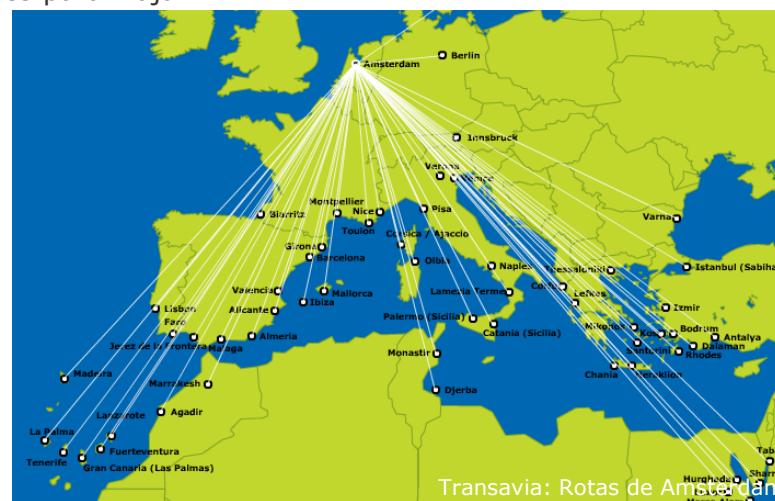 Berlin
Amsterdam
Innsbruck
Verona
Venice
Montpellier
Nice
Pisa
Biarritz
Toulon
Varna
Corsica / Ajaccio
Girona
Barcelona
Olbia
Naples
Thessaloniki
Istanbul (Sabiha
Valencia
Mallorca
Ibiza
Lamezia Terme
Corfu
Lefkas
Lisbon
Alicante
Izmir
Faro
Palermo (Sicilia)
Catania (Sicilia)
Mikonos
Kos
Bodrum
Jerez de la Frontera
Malaga
Almeria
Antalya
Santorini
Dalaman
Rhodes
Monastir
Chania
Heraklion
Madeira
Marrakesh
Djerba
Lanzarote
Agadir
La Palma
Fuerteventura
Tenerife
Gran Canaria (Las Palmas)
Hurghada
Transavia: Rotas de Amsterdam